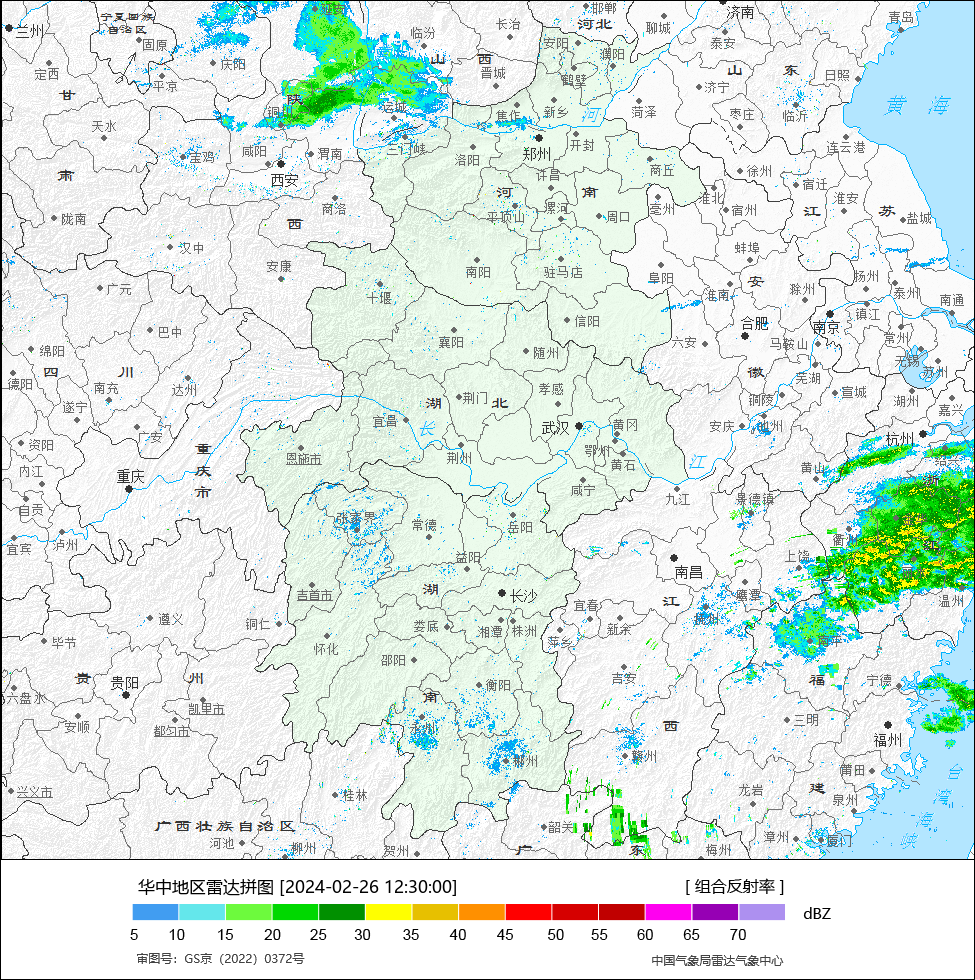 宁夏回族
自治区
邯郸
河北
聊城
济南
青岛
兰州
固原
延安
临汾
长治
安阳
濮阳
泰安
定西
庆阳
山
西
晋城
鹤壁
山
东
日照
甘
平凉
陕
铜川
运城
焦作
新乡
河
菏泽
济宁
枣庄
临沂
黄 海
天水
宝鸡
咸阳
渭南
三门峡
洛阳
郑州
开封
连云港
肃
西安
商丘
徐州
宿迁
许昌
河
南
淮北
淮安
商洛
平顶山
漯河
周口
亳州
宿州
江
苏
盐城
陇南
西
汉中
安康
南阳
驻马店
阜阳
蚌埠
安
滁州
扬州
泰州
南通
广元
十堰
淮南
镇江
信阳
合肥
南京
巴中
襄阳
六安
马鞍山
常州
绵阳
随州
无锡
苏州
德阳
四
川
南充
达州
荆门
孝感
徽
芜湖
宣城
湖州
湖
北
铜陵
嘉兴
遂宁
广安
宜昌
长
武汉
黄冈
安庆
池州
杭州
资阳
重
庆
市
恩施市
荆州
鄂州
黄石
江
黄山
内江
重庆
咸宁
九江
景德镇
浙
自贡
张家界
常德
岳阳
衢州
宜宾
泸州
益阳
上饶
南昌
吉首市
湖
长沙
鹰潭
温州
遵义
铜仁
娄底
湘潭
株洲
宜春
江
抚州
毕节
怀化
邵阳
萍乡
新余
南平
贵
州
贵阳
衡阳
吉安
福
宁德
六盘水
凯里市
南
安顺
都匀市
永州
西
三明
福州
郴州
赣州
莆田
台
兴义市
桂林
龙岩
建
泉州
湾
海
广西壮族自治区
韶关
漳州
厦门
峡
河池
柳州
贺州
广
东
梅州
华中地区雷达拼图 [2024-02-26 12:30:00]
[ 组合反射率 ]
dBZ
5 10 15 20 25 30 35 40 45 50 55 60 65 70
审图号：GS京（2022）0372号
中国气象局雷达气象中心